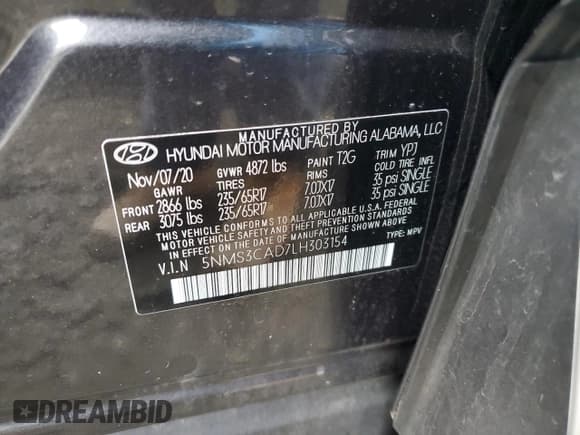 MANUFACTURED BY
HYUNDAI MOTOR MANUFACTURING ALABAMA, LLC
Nov/07/20 GVWR 4872 lbs PAINT T2G TRIM YPJ
GAWR TIRES RIMS COLD TIRE INFL
FRONT 2866 lbs 235/65R17 7.0JX17 35 psi SINGLE
REAR 3075 lbs 235/65R17 7.0JX17 35 psi SINGLE
THIS VEHICLE CONFORMS TO ALL APPLICABLE U.S.A. FEDERAL
MOTOR VEHICLE SAFETY, BUMPER, AND
THEFT PREVENTION STANDARDS IN EFFECT ON
THE DATE OF MANUFACTURE SHOWN ABOVE.
V.I.N 5NMS3CAD7LH303154 TYPE: MPV
DREAMBID